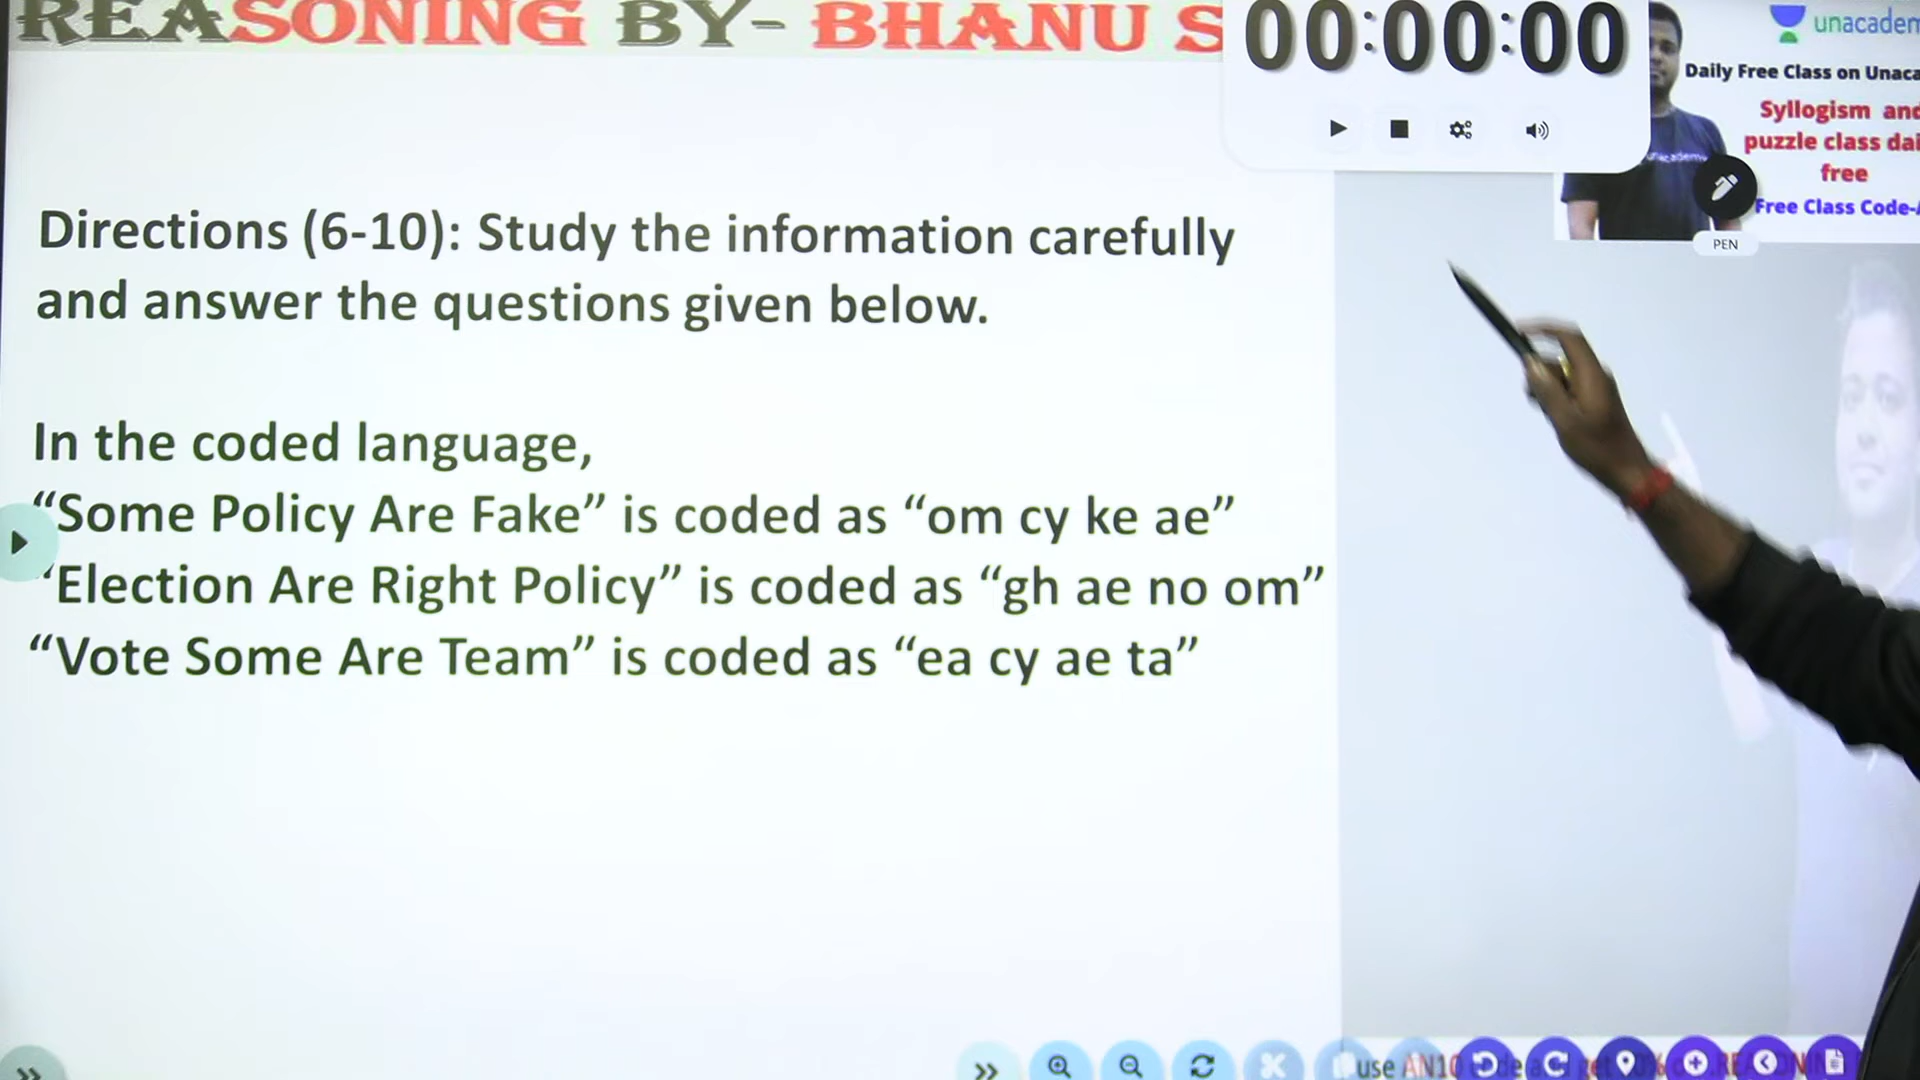 REASONING BY- BHANU S
00:00:00
unacadem
Daily Free Class on Unaca
Syllogism and
puzzle class dai
free
Free Class Code-
PEN
Directions (6-10): Study the information carefully
and answer the questions given below.
In the coded language,
“Some Policy Are Fake” is coded as “om cy ke ae”
“Election Are Right Policy” is coded as “gh ae no om”
“Vote Some Are Team” is coded as “ea cy ae ta”
use AN10